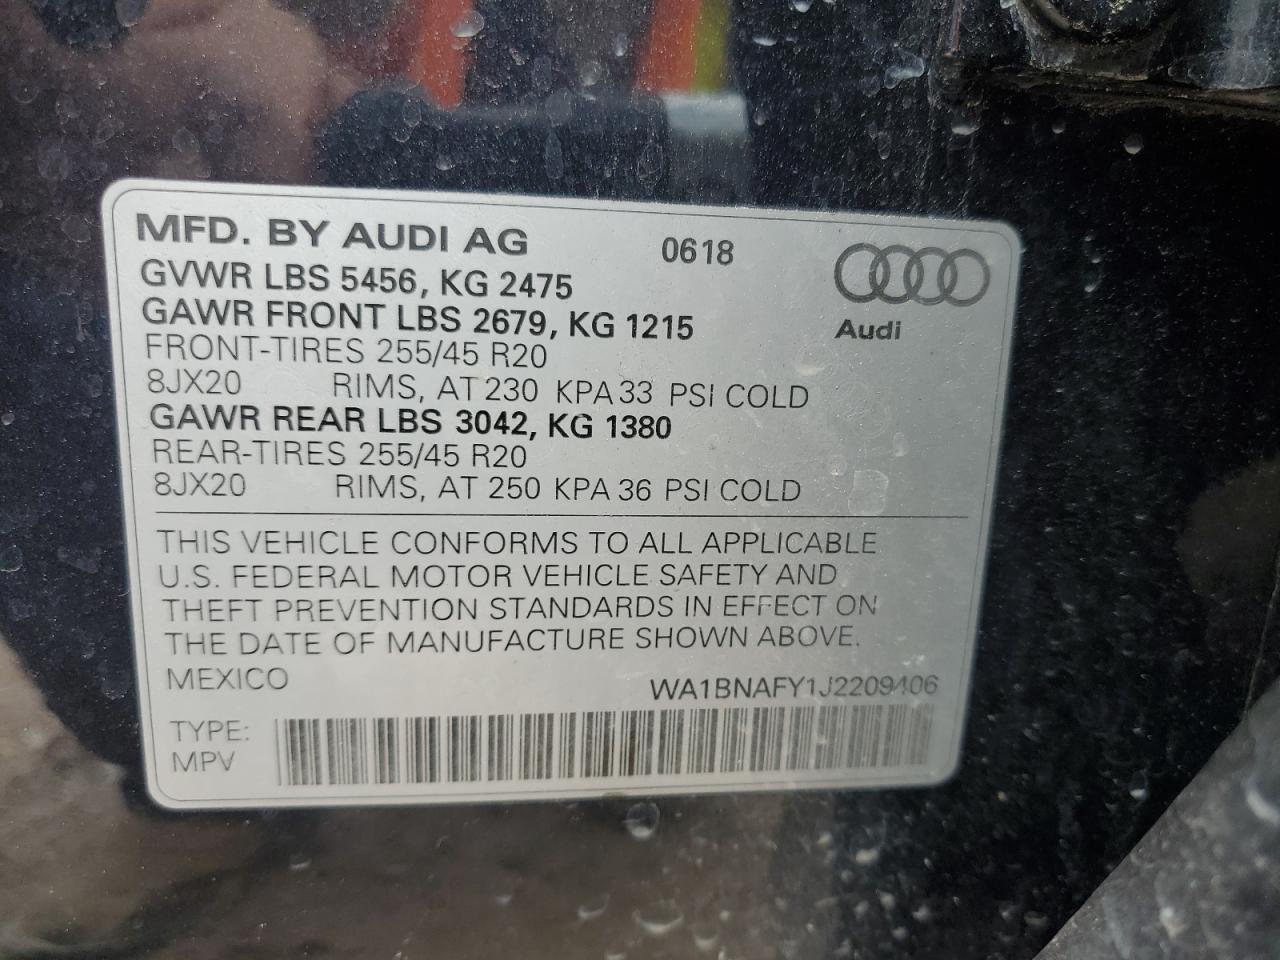 MFD. BY AUDI AG 0618
GVWR LBS 5456, KG 2475
GAWR FRONT LBS 2679, KG 1215
Audi
FRONT-TIRES 255/45 R20
8JX20 RIMS, AT 230 KPA 33 PSI COLD
GAWR REAR LBS 3042, KG 1380
REAR-TIRES 255/45 R20
8JX20 RIMS, AT 250 KPA 36 PSI COLD
THIS VEHICLE CONFORMS TO ALL APPLICABLE
U.S. FEDERAL MOTOR VEHICLE SAFETY AND
THEFT PREVENTION STANDARDS IN EFFECT ON
THE DATE OF MANUFACTURE SHOWN ABOVE.
MEXICO WA1BNAFY1J2209406
TYPE:
MPV